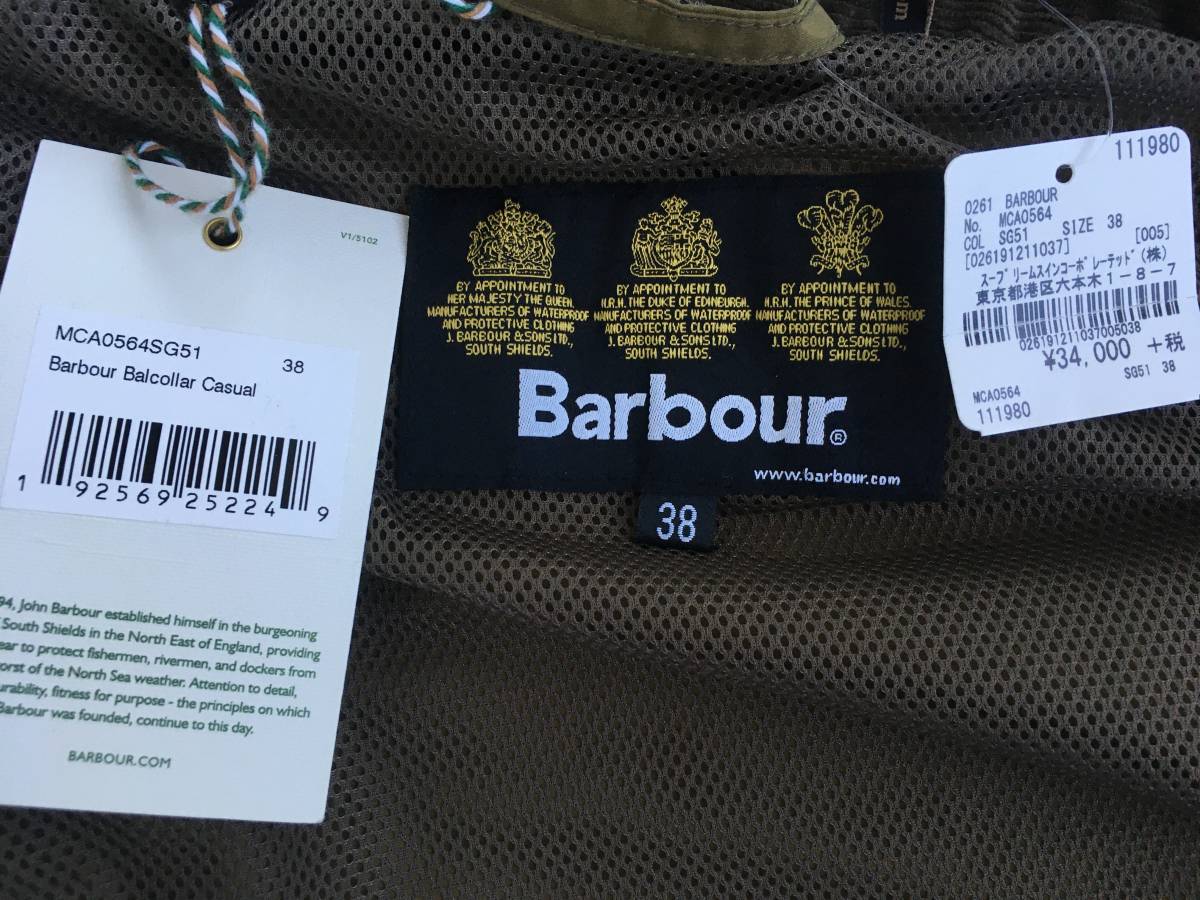 V1/5102
MCA0564SG51 38
Barbour Balcollar Casual
1 92569 25224 9
94, John Barbour established himself in the burgeoning
South Shields in the North East of England, providing
to protect fishermen, rivermen, and dockers from
of the North Sea weather. Attention to detail,
fitness for purpose - the principles on which
Barbour was founded, continue to this day.
BARBOUR.COM
BY APPOINTMENT TO
HER MAJESTY THE QUEEN.
MANUFACTURERS OF WATERPROOF
AND PROTECTIVE CLOTHING
J. BARBOUR & SONS LTD.,
SOUTH SHIELDS.
BY APPOINTMENT TO
H.R.H. THE DUKE OF EDINBURGH.
MANUFACTURERS OF WATERPROOF
AND PROTECTIVE CLOTHING
J. BARBOUR & SONS LTD.,
SOUTH SHIELDS.
BY APPOINTMENT TO
H.R.H. THE PRINCE OF WALES.
MANUFACTURERS OF WATERPROOF
AND PROTECTIVE CLOTHING
J. BARBOUR & SONS LTD.,
SOUTH SHIELDS.
Barbour®
www.barbour.com
38
111980
0261 BARBOUR
No. MCA0564
COL SG51 SIZE 38
[026191211037] [005]
スープリームスインコーポレーテッド(株)
東京都港区六本木1-8-7
026191211037005038
¥34,000 +税
SG51 38
MCA0564
111980